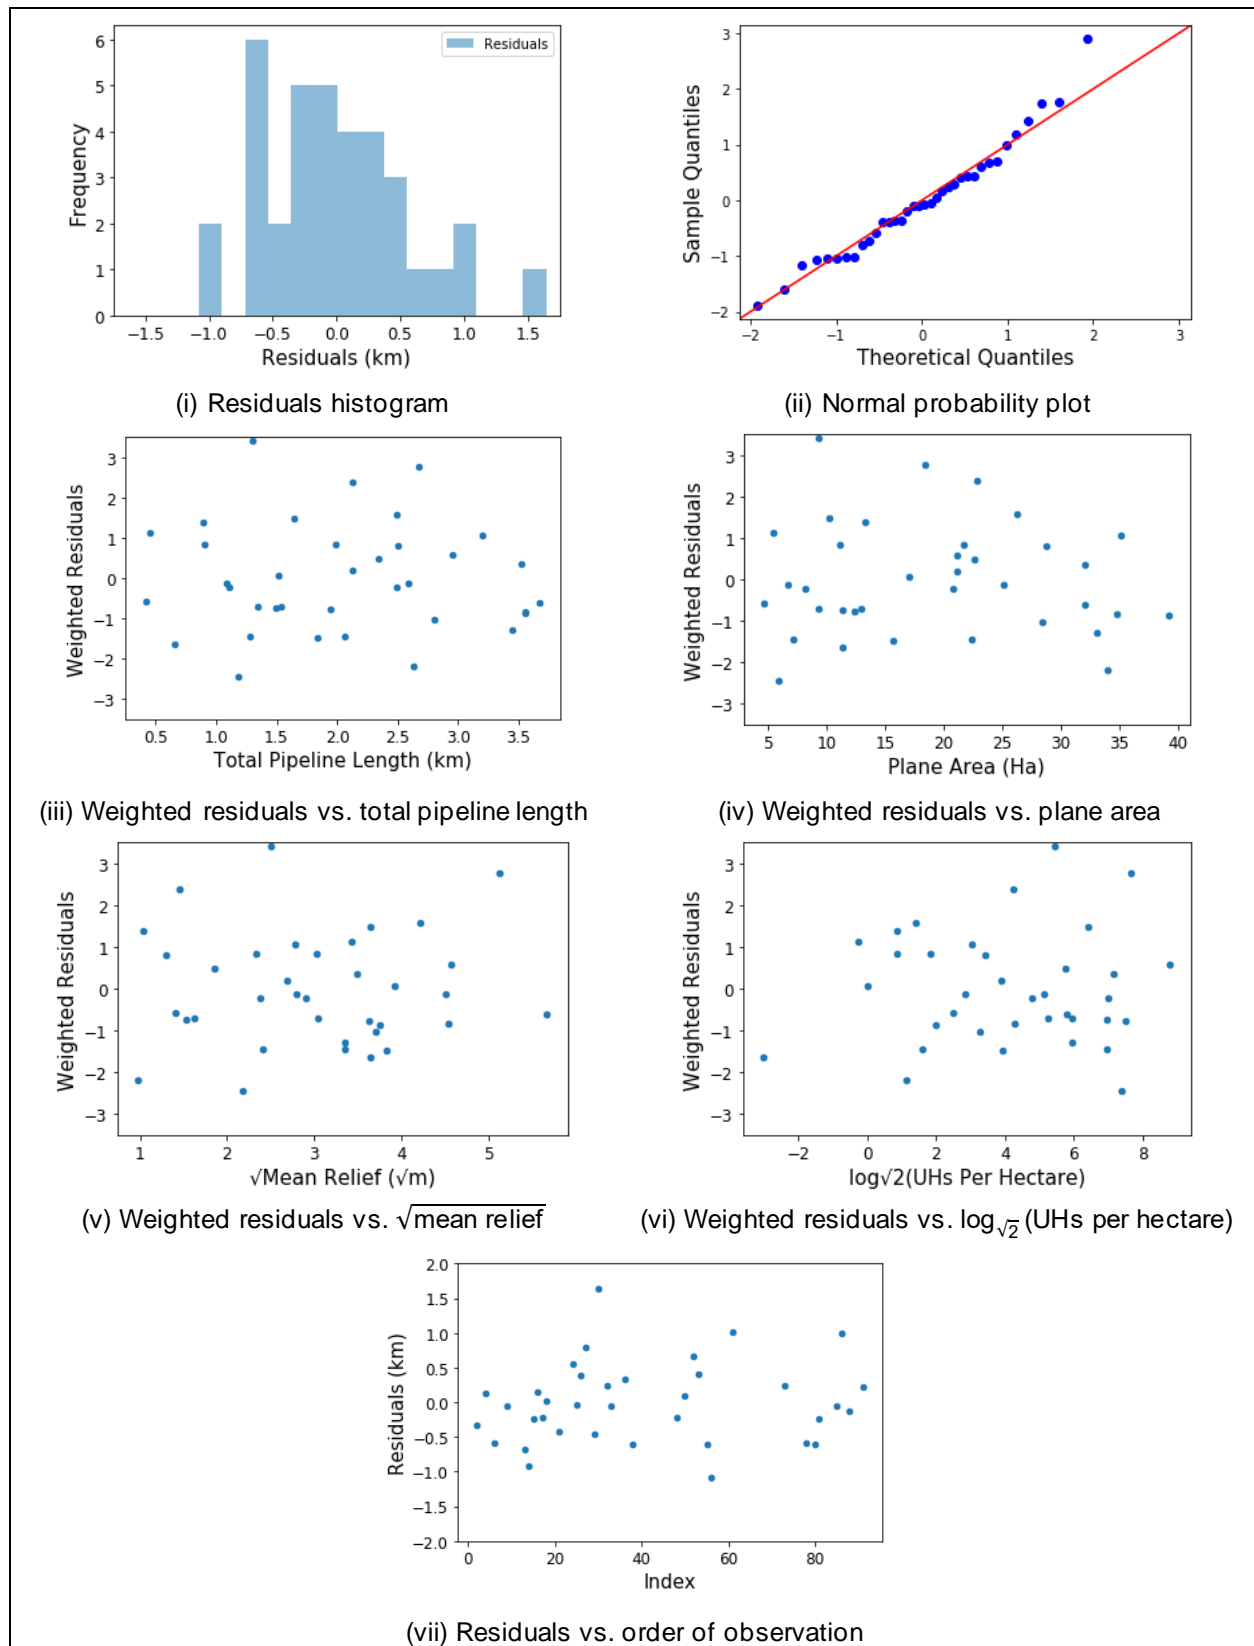 6
5
4
3
2
1
0
Frequency
Residuals
−1.5 −1.0 −0.5 0.0 0.5 1.0 1.5
Residuals (km)
(i) Residuals histogram
3
2
1
0
−1
−2
Sample Quantiles
−2 −1 0 1 2 3
Theoretical Quantiles
(ii) Normal probability plot
3
2
1
0
−1
−2
−3
Weighted Residuals
0.5 1.0 1.5 2.0 2.5 3.0 3.5
Total Pipeline Length (km)
(iii) Weighted residuals vs. total pipeline length
3
2
1
0
−1
−2
−3
Weighted Residuals
5 10 15 20 25 30 35 40
Plane Area (Ha)
(iv) Weighted residuals vs. plane area
3
2
1
0
−1
−2
−3
Weighted Residuals
1 2 3 4 5
√Mean Relief (√m)
(v) Weighted residuals vs. √mean relief
3
2
1
0
−1
−2
−3
Weighted Residuals
−2 0 2 4 6 8
log√2(UHs Per Hectare)
(vi) Weighted residuals vs. log√2 (UHs per hectare)
2.0
1.5
1.0
0.5
0.0
−0.5
−1.0
−1.5
−2.0
Residuals (km)
0 20 40 60 80
Index
(vii) Residuals vs. order of observation